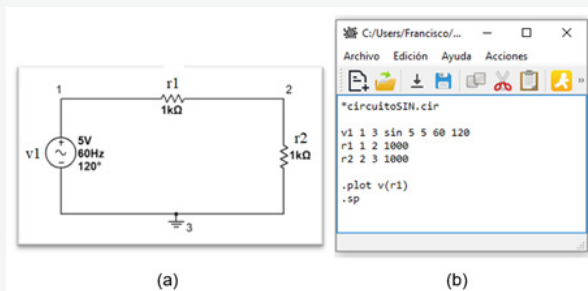 1
r1
1kΩ
2
v1
5V
60Hz
120°
r2
1kΩ
3
(a)
C:/Users/Francisco/...
Archivo Edición Ayuda Acciones
»
*circuitoSIN.cir
v1 1 3 sin 5 5 60 120
r1 1 2 1000
r2 2 3 1000
.plot v(r1)
.sp
(b)